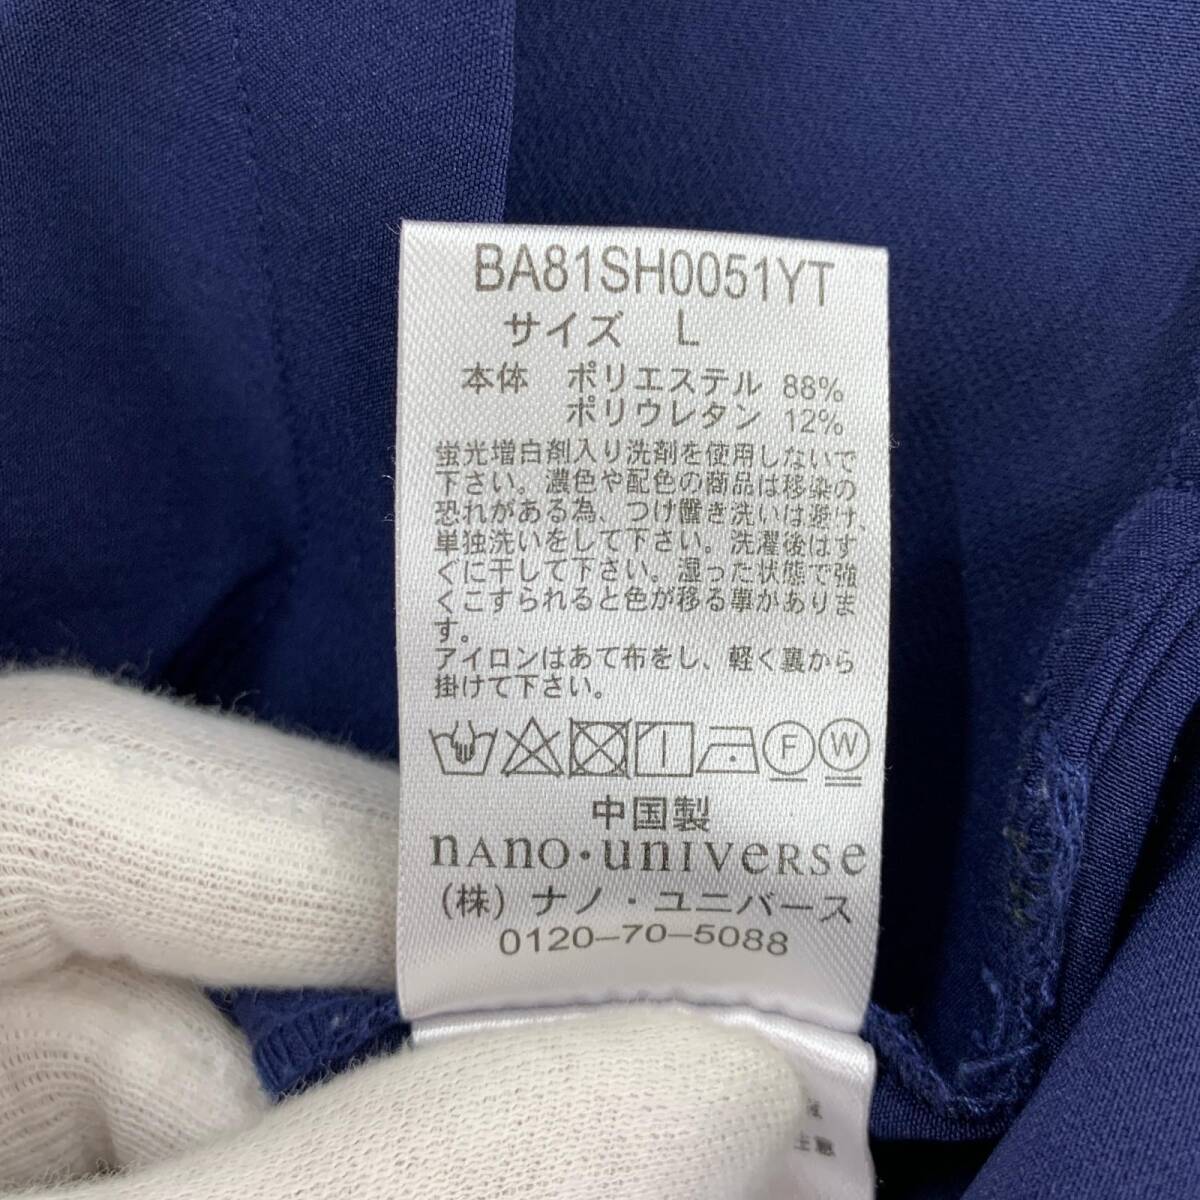 BA81SH0051YT
サイズ L
本体 ポリエステル 88%
ポリウレタン 12%
蛍光増白剤入り洗剤を使用しないで
下さい。濃色や配色の商品は移染の
恐れがある為、つけ置き洗いは避け、
単独洗いをして下さい。洗濯後はす
ぐに干して下さい。湿った状態で強
くこすられると色が移る事がありま
す。
アイロンはあて布をし、軽く裏から
掛けて下さい。
F W
中国製
nano・universe
(株) ナノ・ユニバース
0120-70-5088
注意